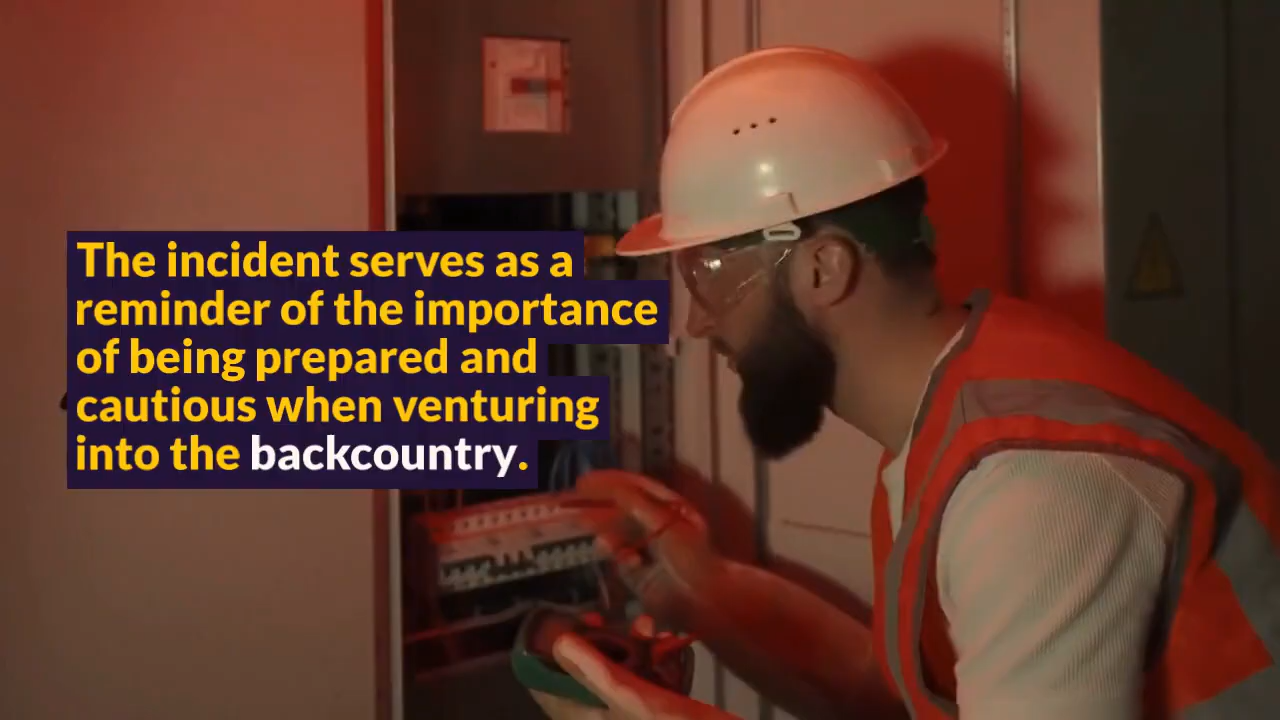 The incident serves as a
reminder of the importance
of being prepared and
cautious when venturing
into the backcountry.